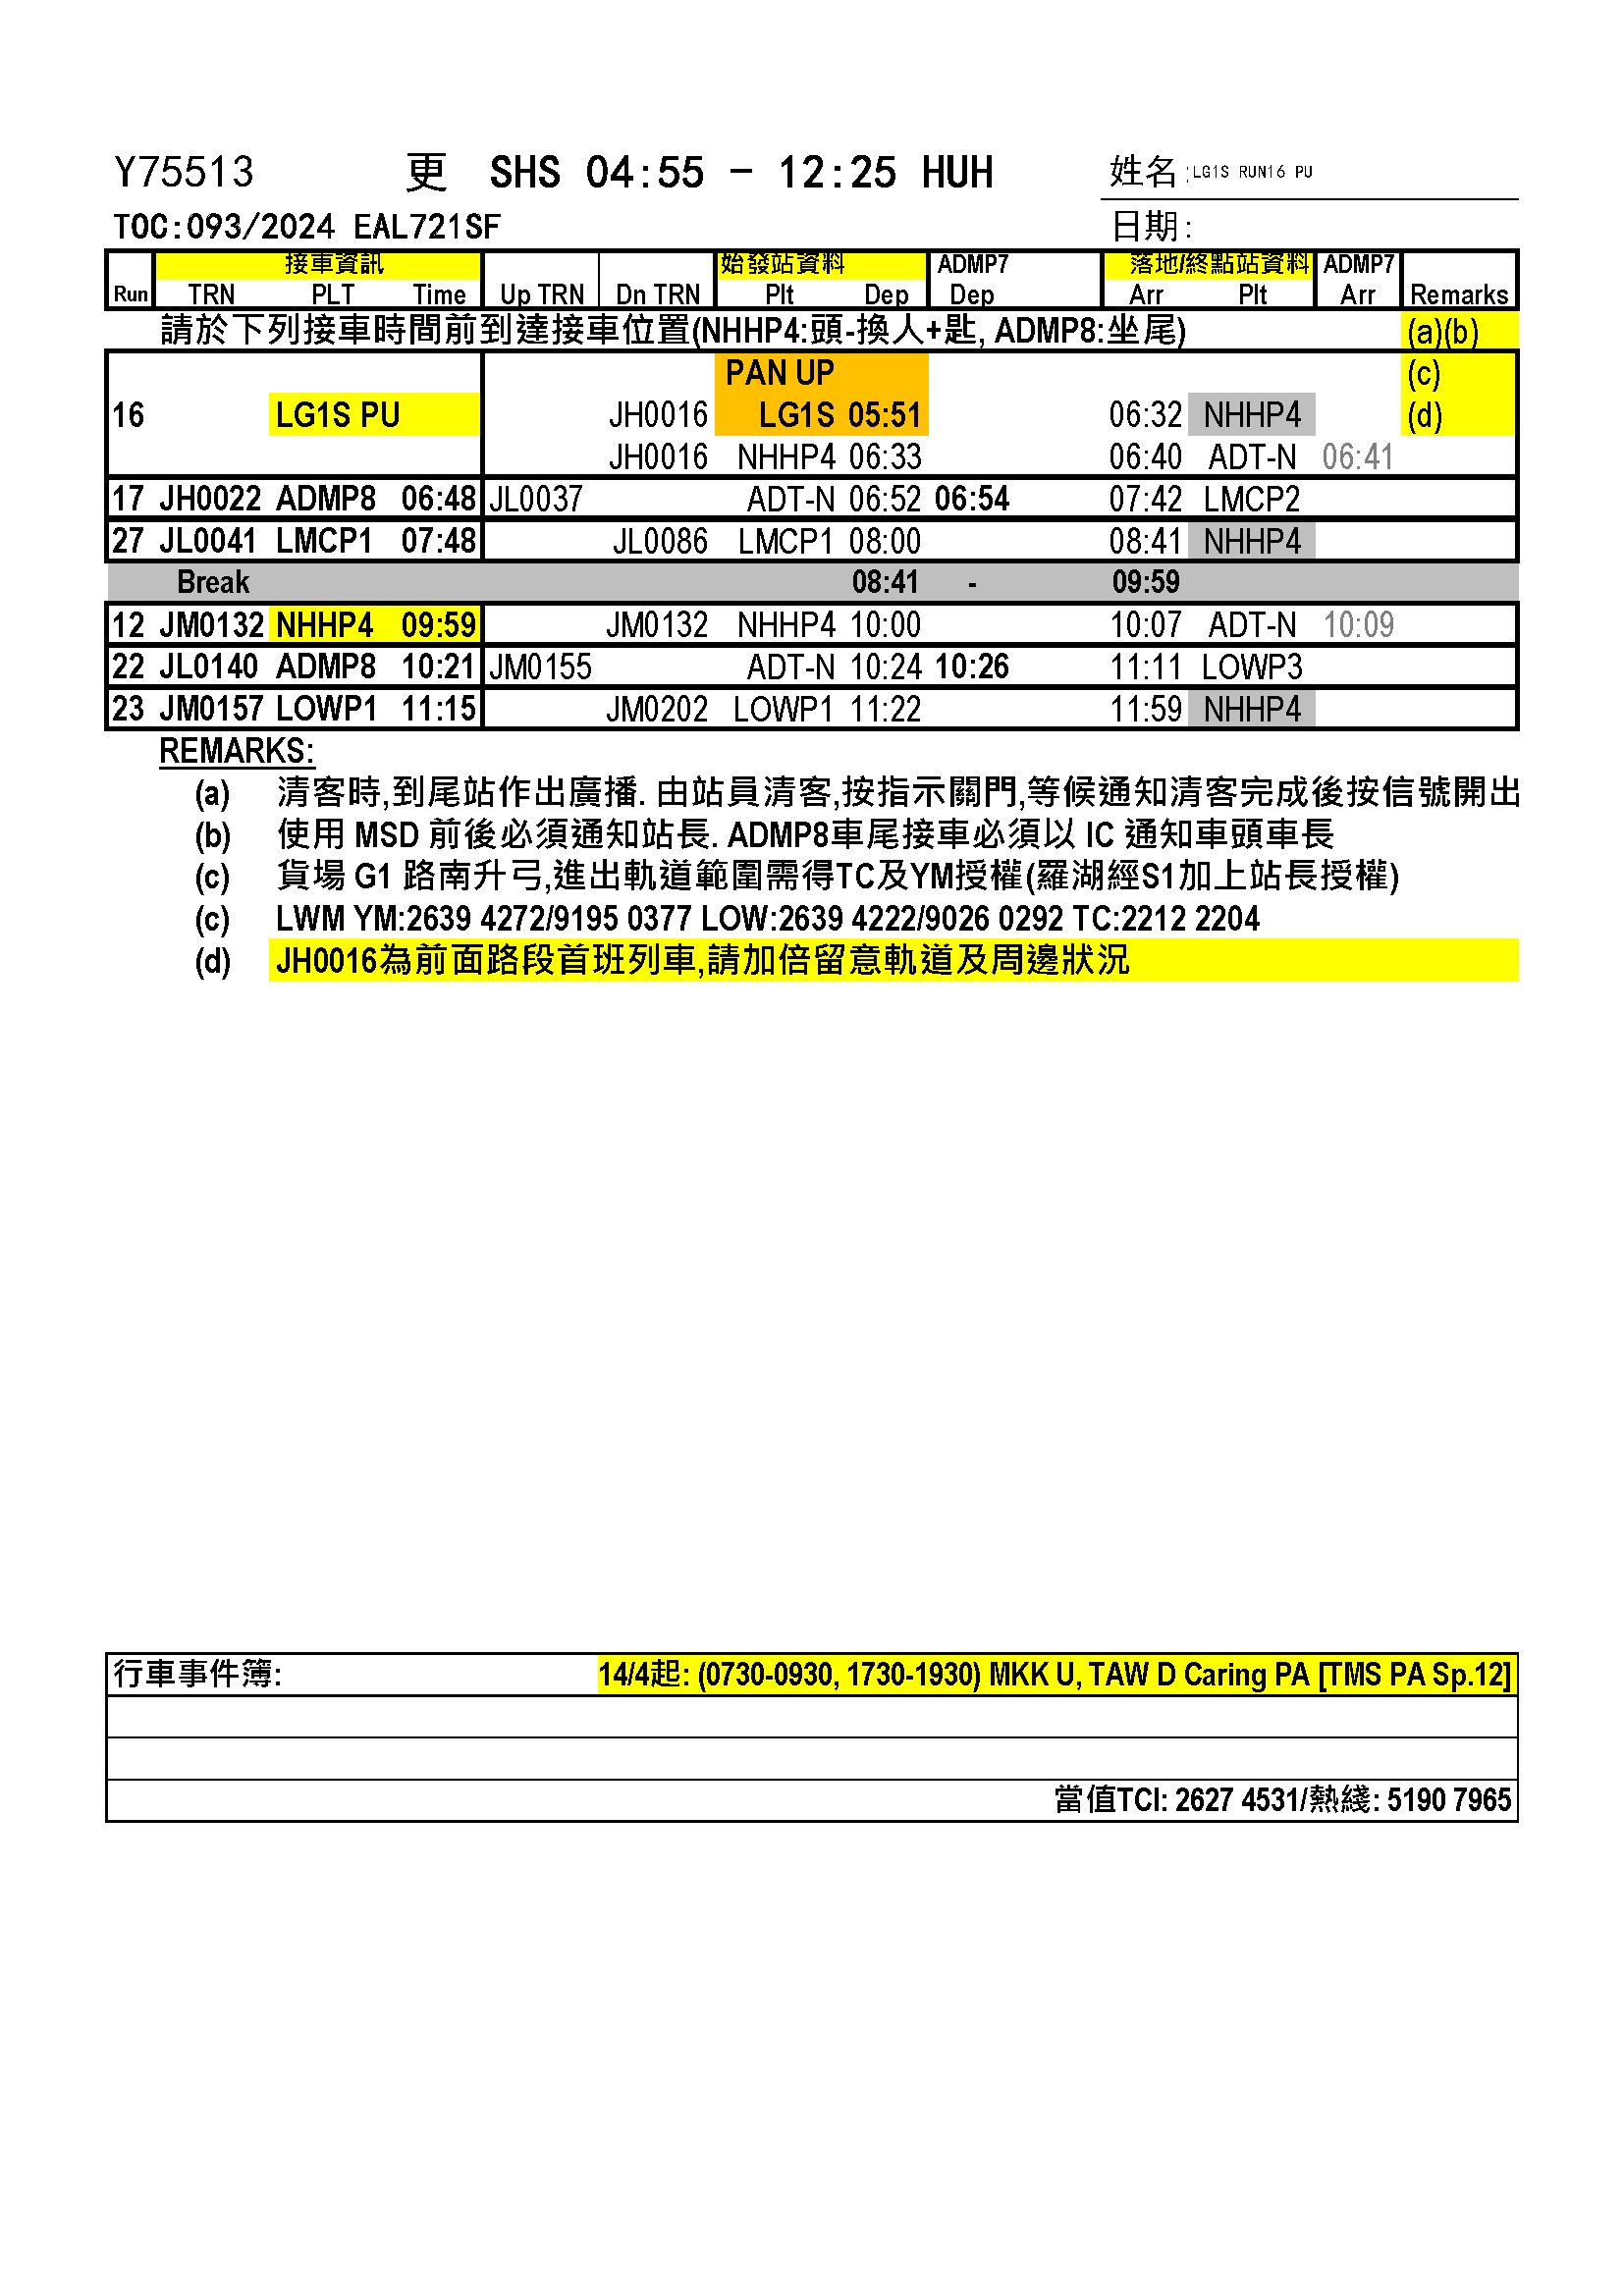 Y75513 更 SHS 04:55 - 12:25 HUH 姓名:LG1S RUN16 PU
TOC:093/2024 EAL721SF 日期:
接車資訊 始發站資料 ADMP7 落地/終點站資料 ADMP7
Run TRN PLT Time Up TRN Dn TRN Plt Dep Dep Arr Plt Arr Remarks
請於下列接車時間前到達接車位置(NHHP4:頭-換人+匙, ADMP8:坐尾) (a)(b)
PAN UP (c)
16 LG1S PU JH0016 LG1S 05:51 06:32 NHHP4 (d)
JH0016 NHHP4 06:33 06:40 ADT-N 06:41
17 JH0022 ADMP8 06:48 JL0037 ADT-N 06:52 06:54 07:42 LMCP2
27 JL0041 LMCP1 07:48 JL0086 LMCP1 08:00 08:41 NHHP4
Break 08:41 - 09:59
12 JM0132 NHHP4 09:59 JM0132 NHHP4 10:00 10:07 ADT-N 10:09
22 JL0140 ADMP8 10:21 JM0155 ADT-N 10:24 10:26 11:11 LOWP3
23 JM0157 LOWP1 11:15 JM0202 LOWP1 11:22 11:59 NHHP4
REMARKS:
(a) 清客時,到尾站作出廣播. 由站員清客,按指示關門,等候通知清客完成後按信號開出
(b) 使用 MSD 前後必須通知站長. ADMP8車尾接車必須以 IC 通知車頭車長
(c) 貨場 G1 路南升弓,進出軌道範圍需得TC及YM授權(羅湖經S1加上站長授權)
(c) LWM YM:2639 4272/9195 0377 LOW:2639 4222/9026 0292 TC:2212 2204
(d) JH0016為前面路段首班列車,請加倍留意軌道及周邊狀況
行車事件簿: 14/4起: (0730-0930, 1730-1930) MKK U, TAW D Caring PA [TMS PA Sp.12]
當值TCI: 2627 4531/熱綫: 5190 7965